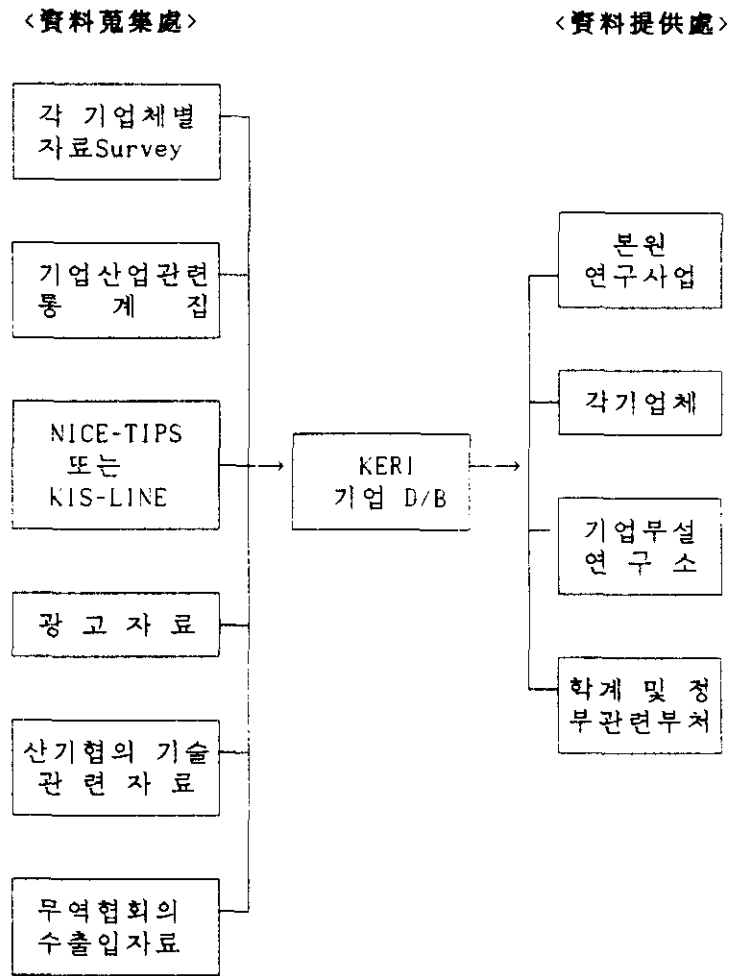 <資料蒐集處>
각 기업체별
자료Survey
기업산업관련
통 계 집
NICE-TIPS
또는
KIS-LINE
광 고 자 료
산기협의 기술
관 련 자 료
무역협회의
수출입자료
KERI
기업 D/B
<資料提供處>
본원
연구사업
각기업체
기업부설
연 구 소
학계 및 정
부관련부처